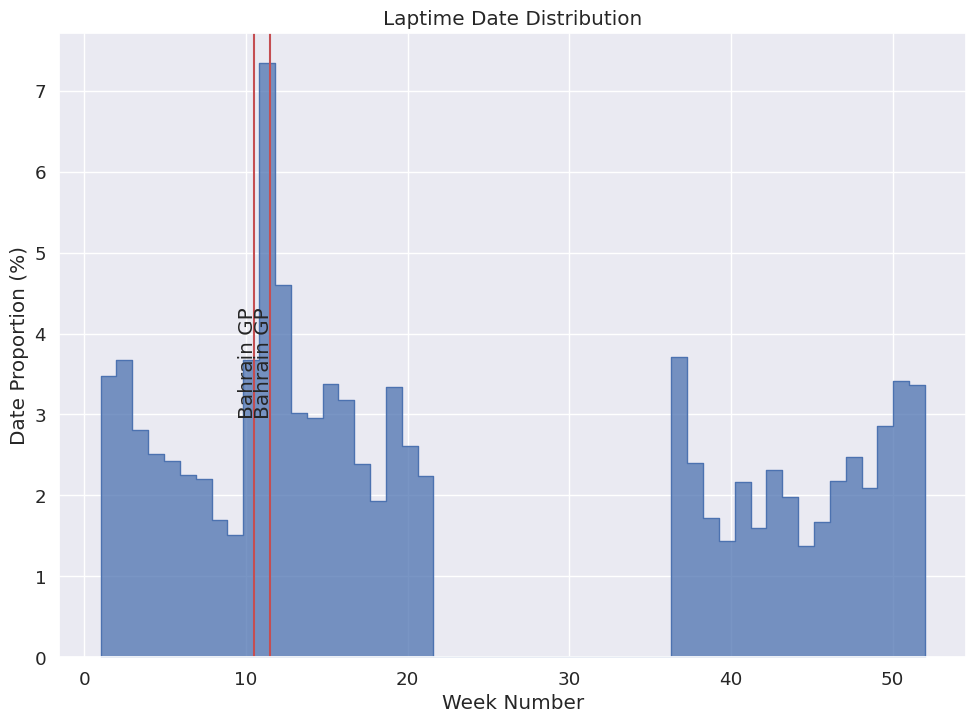 Laptime Date Distribution
Date Proportion (%)
7
6
5
4
3
2
1
0
Bahrain GP
Bahrain GP
0 10 20 30 40 50
Week Number